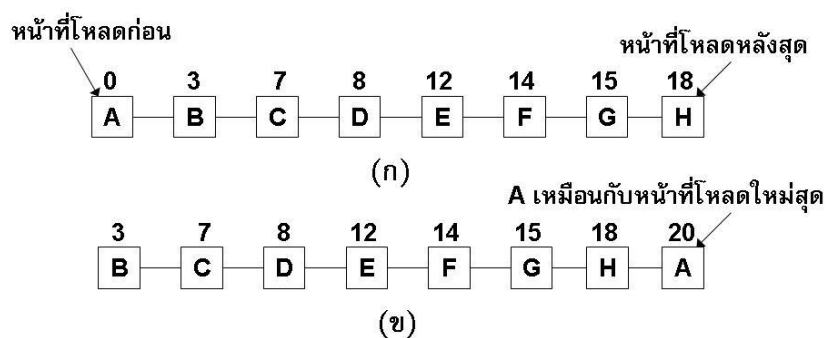 หน้าที่โหลดก่อน
หน้าที่โหลดหลังสุด
0 3 7 8 12 14 15 18
A B C D E F G H
(ก)
A เหมือนกับหน้าที่โหลดใหม่สุด
3 7 8 12 14 15 18 20
B C D E F G H A
(ข)